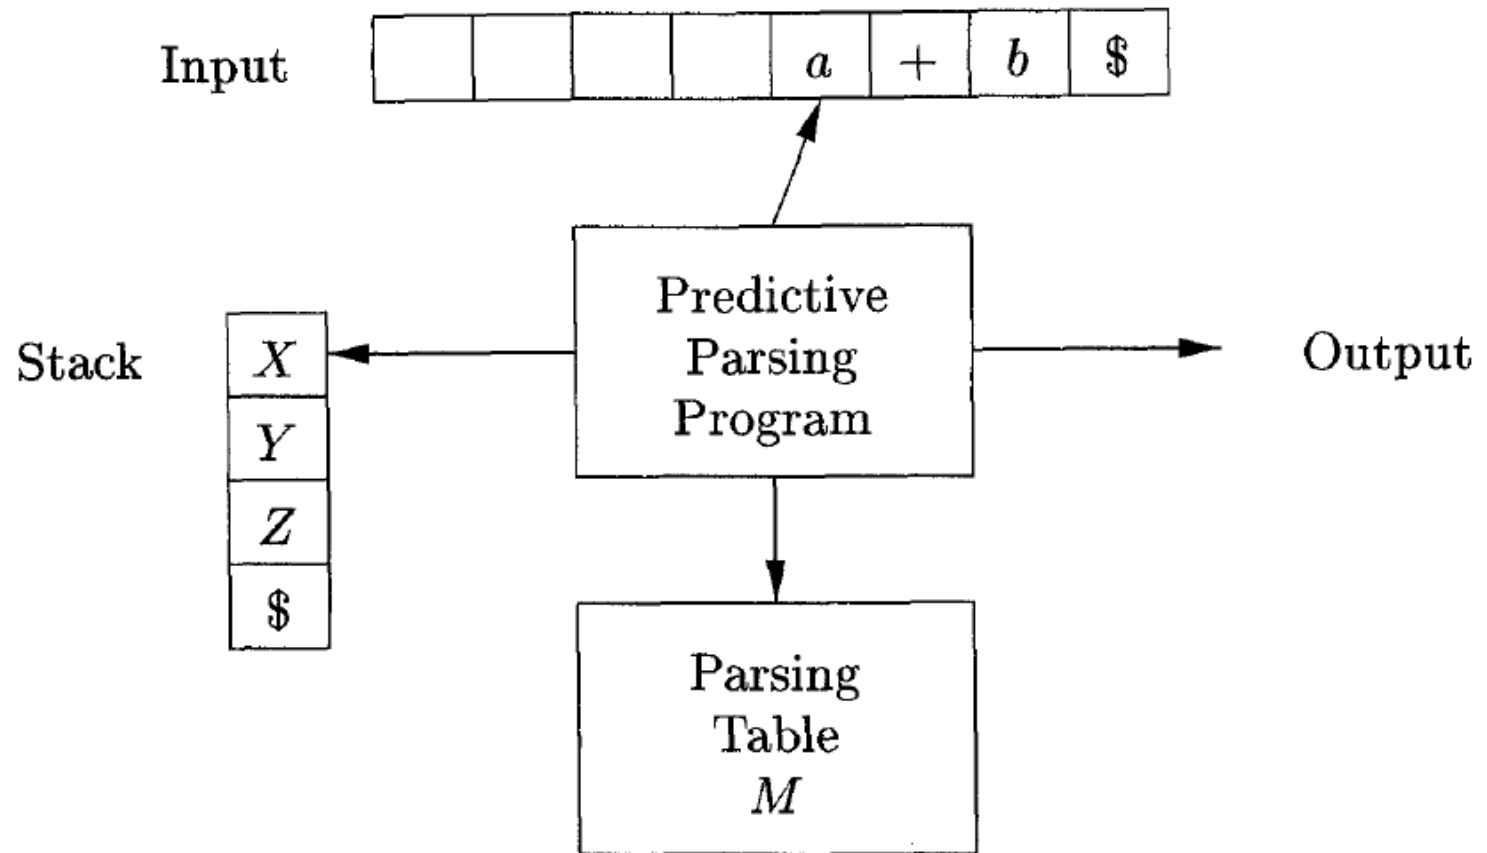 Input a + b $
Predictive
Parsing
Program
Stack X
Y
Z
$
Output
Parsing
Table
M